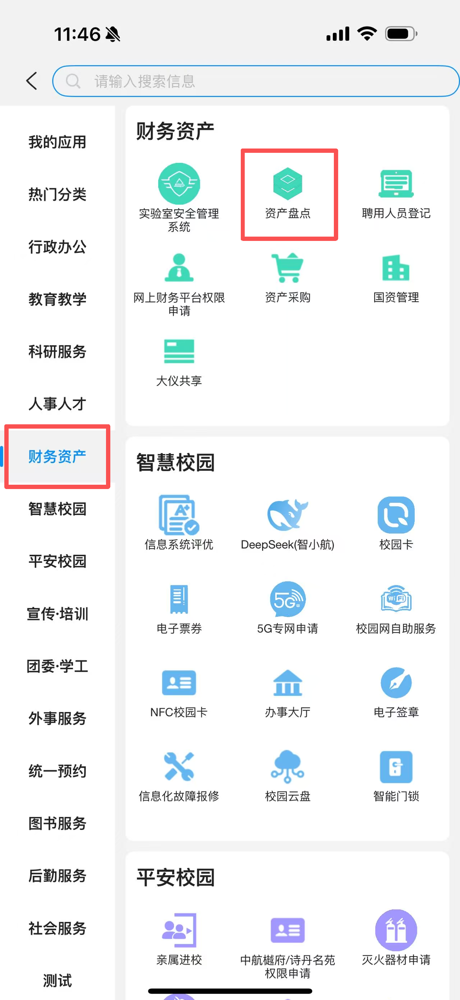 11:46
请输入搜索信息
我的应用
热门分类
行政办公
教育教学
科研服务
人事人才
财务资产
智慧校园
平安校园
宣传·培训
团委·学工
外事服务
统一预约
图书服务
后勤服务
社会服务
测试
财务资产
实验室安全管理
系统
资产盘点
聘用人员登记
网上财务平台权限
申请
资产采购
国资管理
大仪共享
智慧校园
A+
信息系统评优
DeepSeek(智小航)
校园卡
电子票券
5G申
5G专网申请
WiFi
校园网自助服务
NFC校园卡
办事大厅
电子签章
信息化故障报修
校园云盘
智能门锁
平安校园
亲属进校
中航樾府/诗丹名苑
权限申请
灭火器材申请